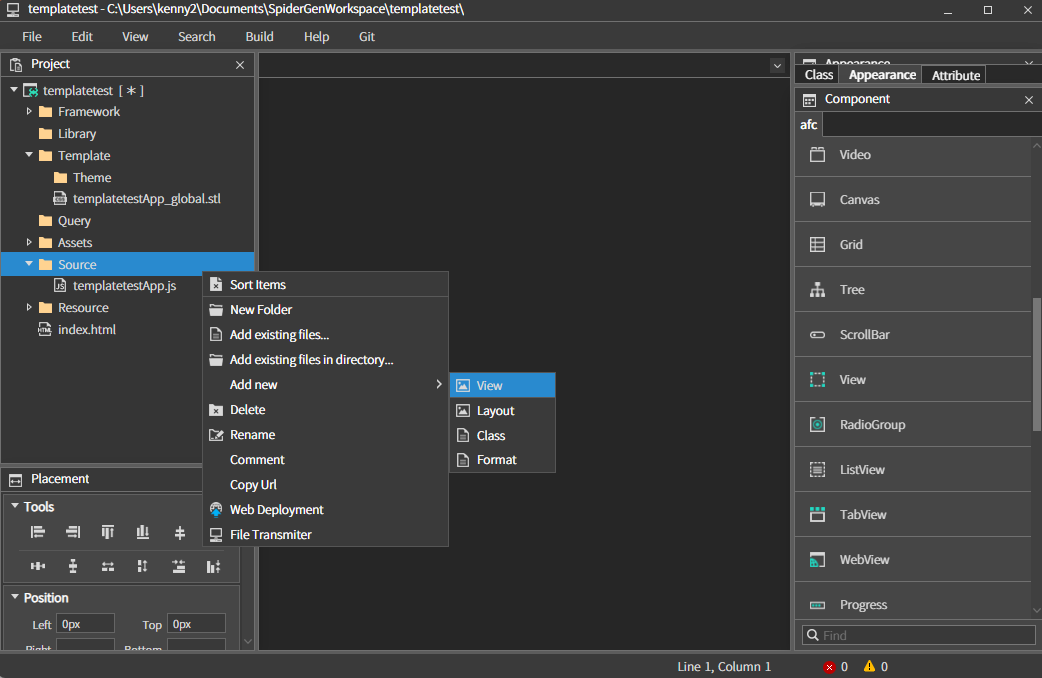 templatetest - C:\Users\kenny2\Documents\SpiderGenWorkspace\templatetest\
File Edit View Search Build Help Git
Project
templatetest [ * ]
Framework
Library
Template
Theme
templatetestApp_global.stl
Query
Assets
Source
templatetestApp.js
Resource
index.html
Sort Items
New Folder
Add existing files...
Add existing files in directory...
Add new
Delete
Rename
Comment
Copy Url
Web Deployment
File Transmiter
View
Layout
Class
Format
Placement
Tools
Position
Left 0px Top 0px
Right Bottom
Appearance
Class Appearance Attribute
Component
afc
Video
Canvas
Grid
Tree
ScrollBar
View
RadioGroup
ListView
TabView
WebView
Progress
Find
Line 1, Column 1 0 0